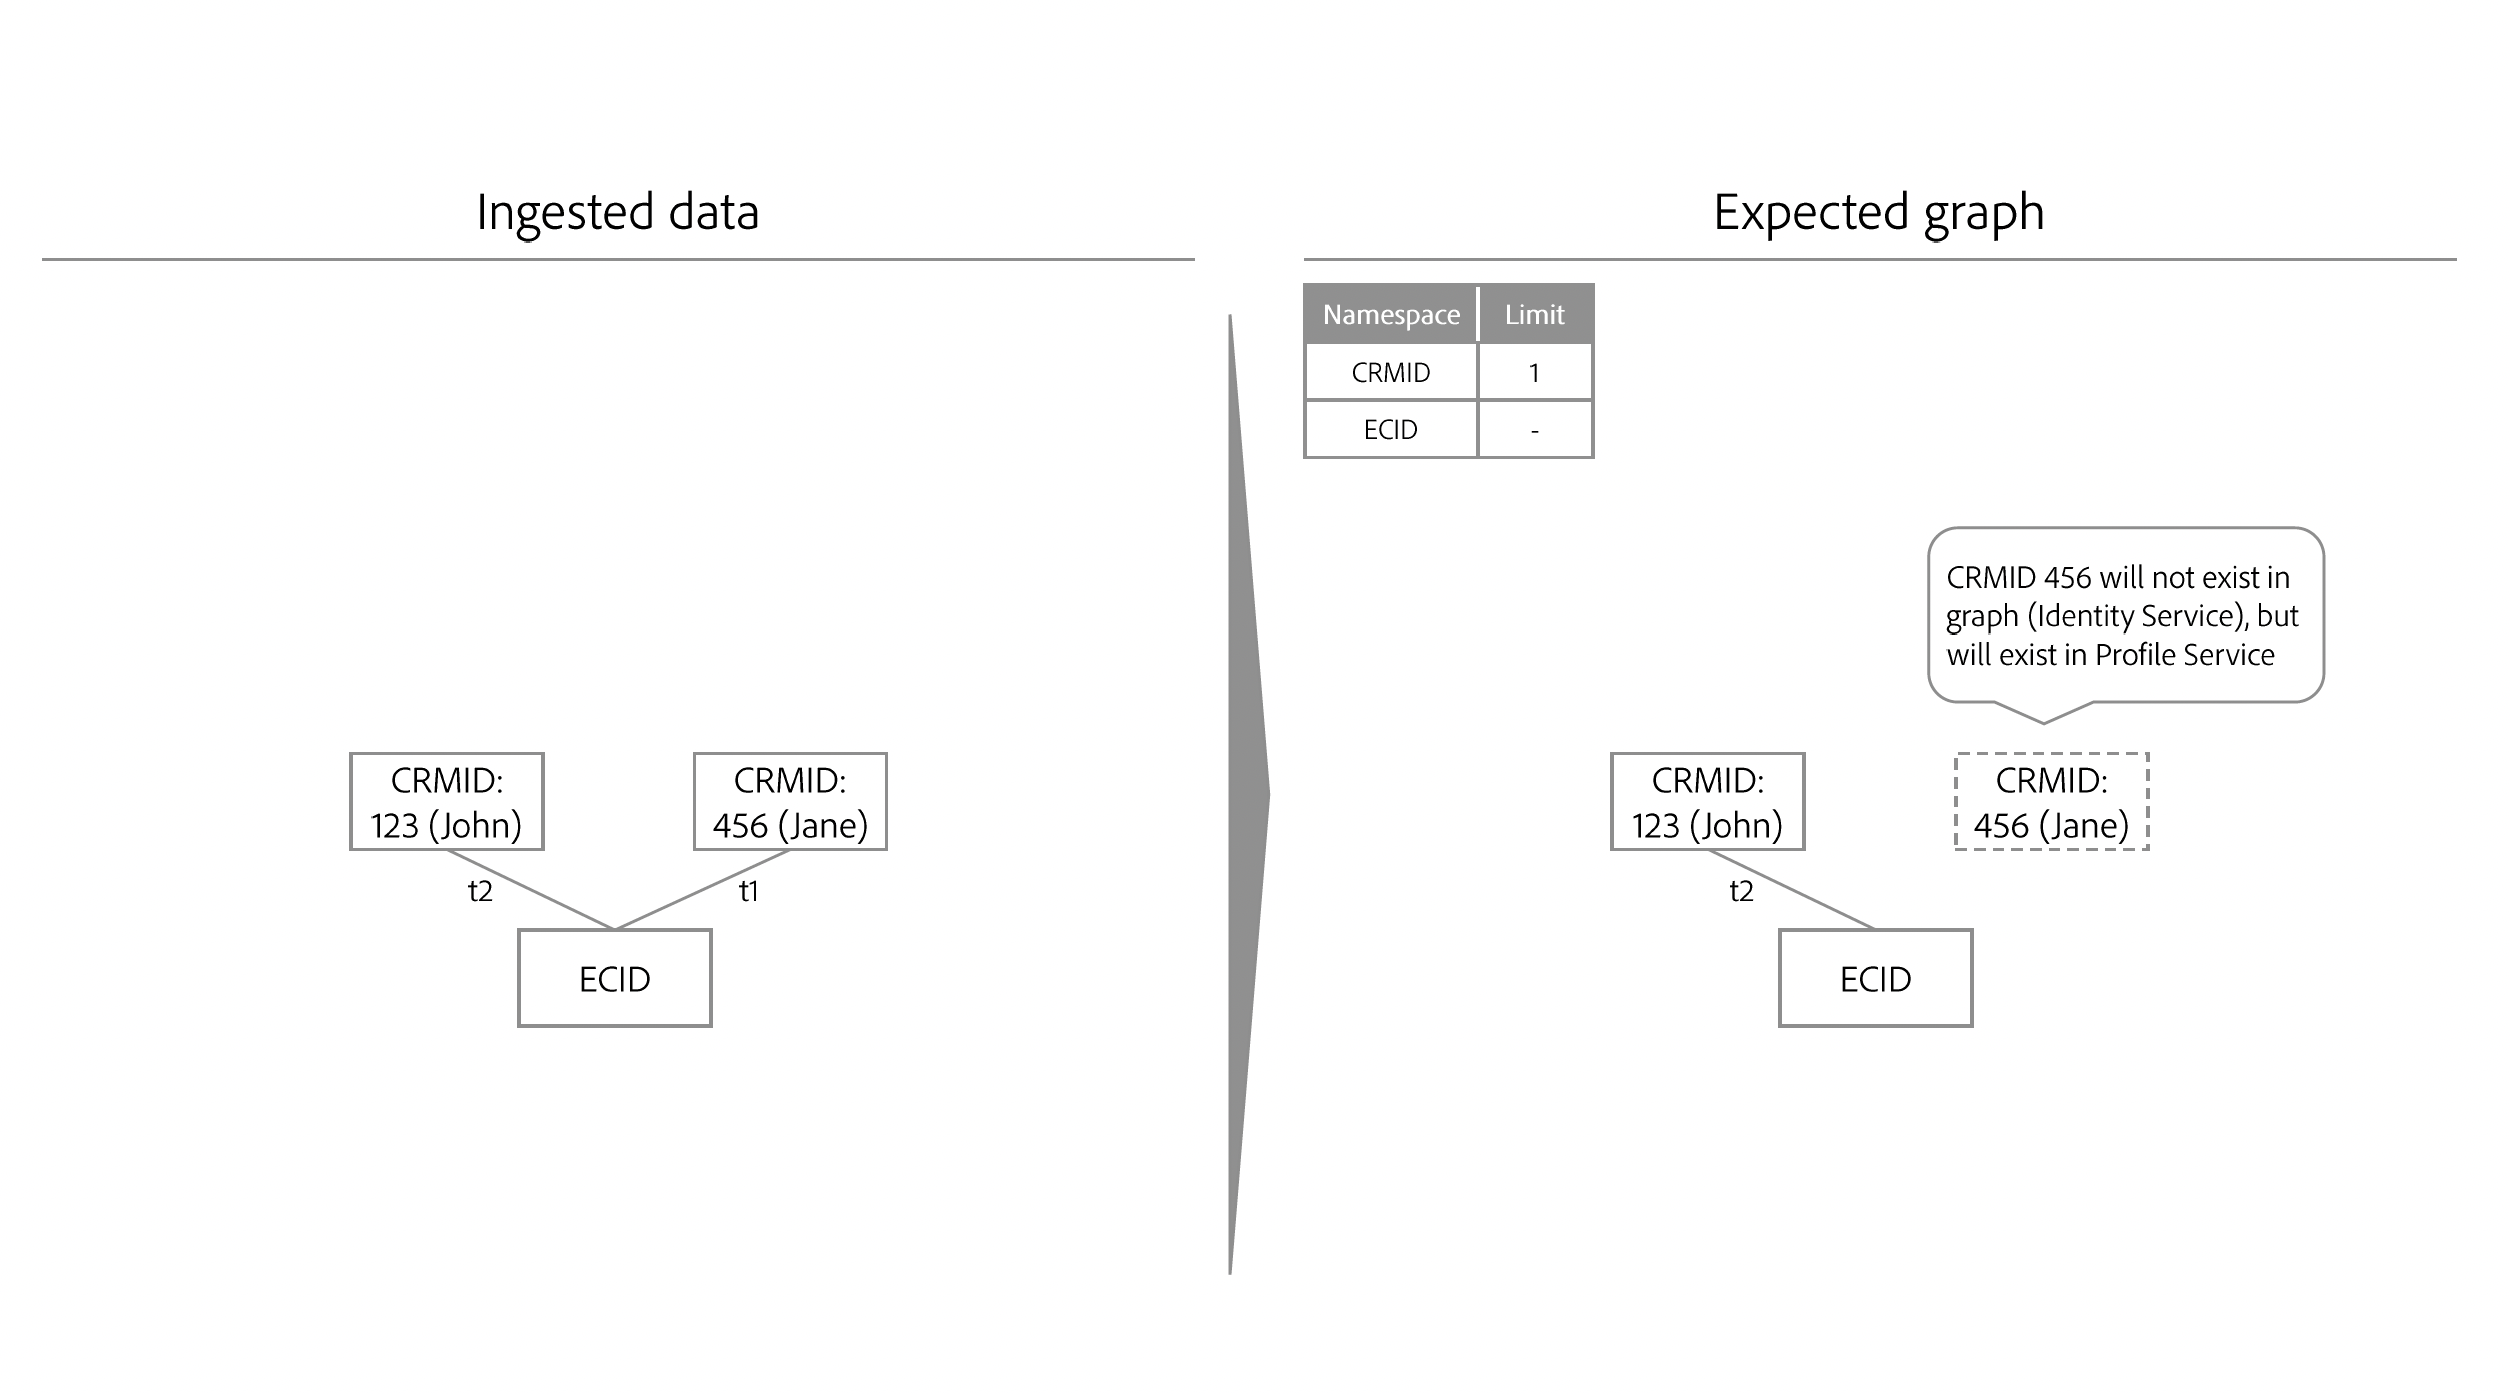 Ingested data
CRMID:
123 (John)
CRMID:
456 (Jane)
t2
t1
ECID
Expected graph
Namespace
Limit
CRMID
1
ECID
-
CRMID 456 will not exist in
graph (Identity Service), but
will exist in Profile Service
CRMID:
123 (John)
CRMID:
456 (Jane)
t2
ECID